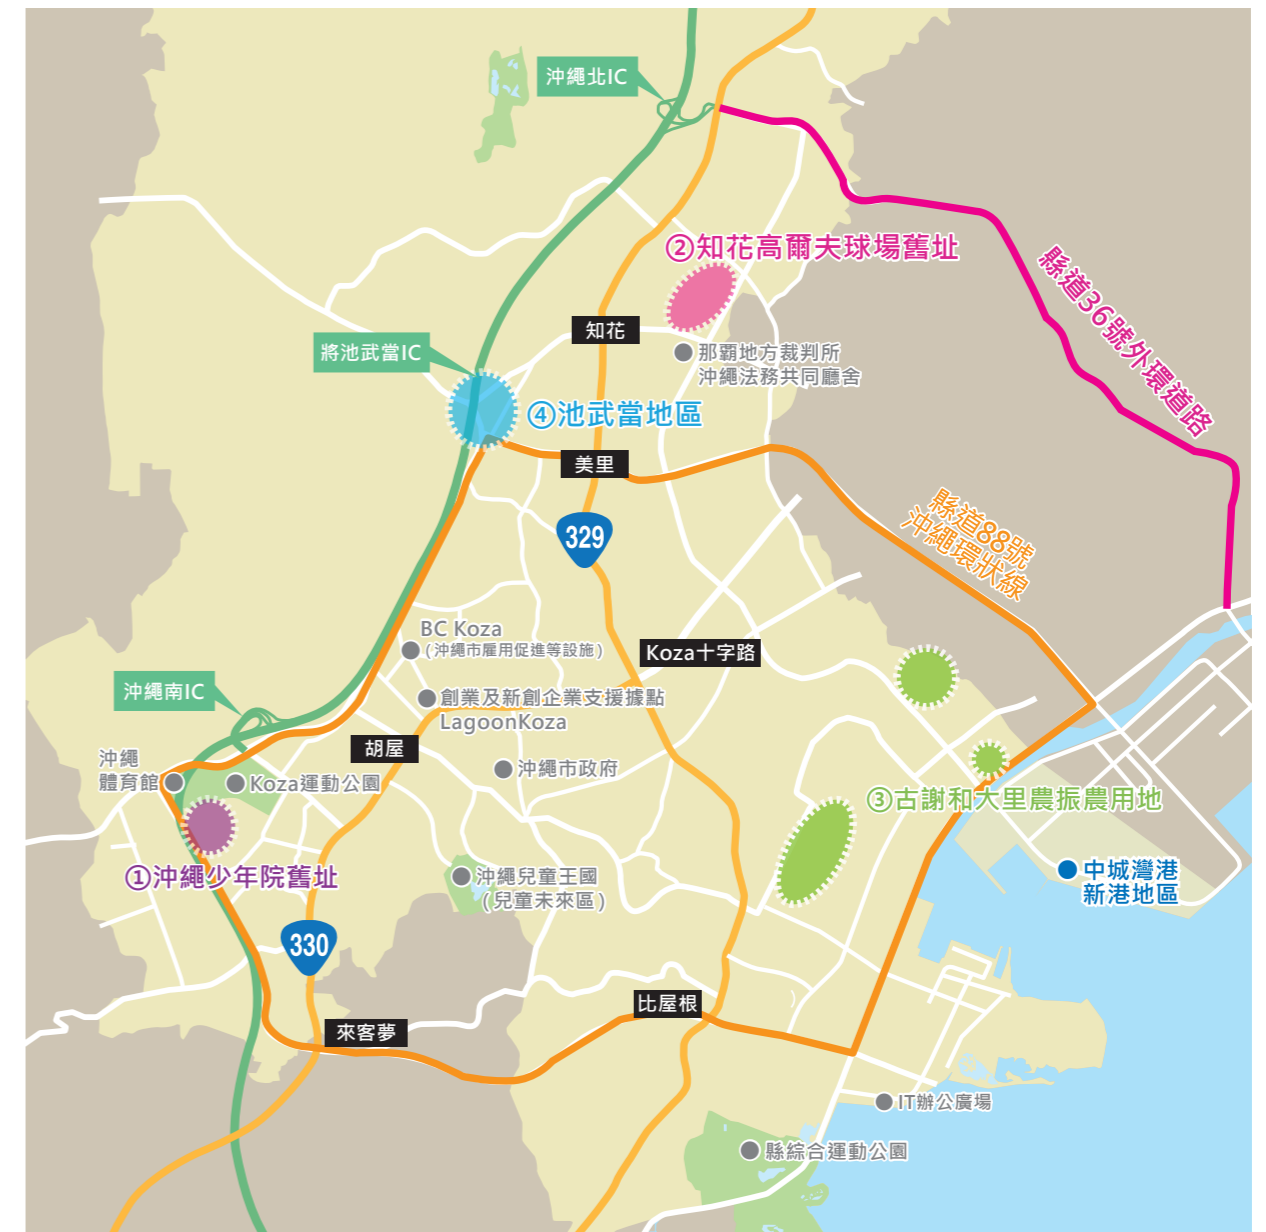 沖繩北IC
②知花高爾夫球場舊址
縣道36號外環道路
知花
那霸地方裁判所
沖繩法務共同廳舍
將池武當IC
④池武當地區
美里
329
縣道88號
沖繩環狀線
BC Koza
(沖繩市雇用促進等設施)
Koza十字路
沖繩南IC
創業及新創企業支援據點
LagoonKoza
胡屋
沖繩
體育館
Koza運動公園
沖繩市政府
③古謝和大里農振農用地
①沖繩少年院舊址
沖繩兒童王國
(兒童未來區)
中城灣港
新港地區
330
比屋根
來客夢
IT辦公廣場
縣綜合運動公園